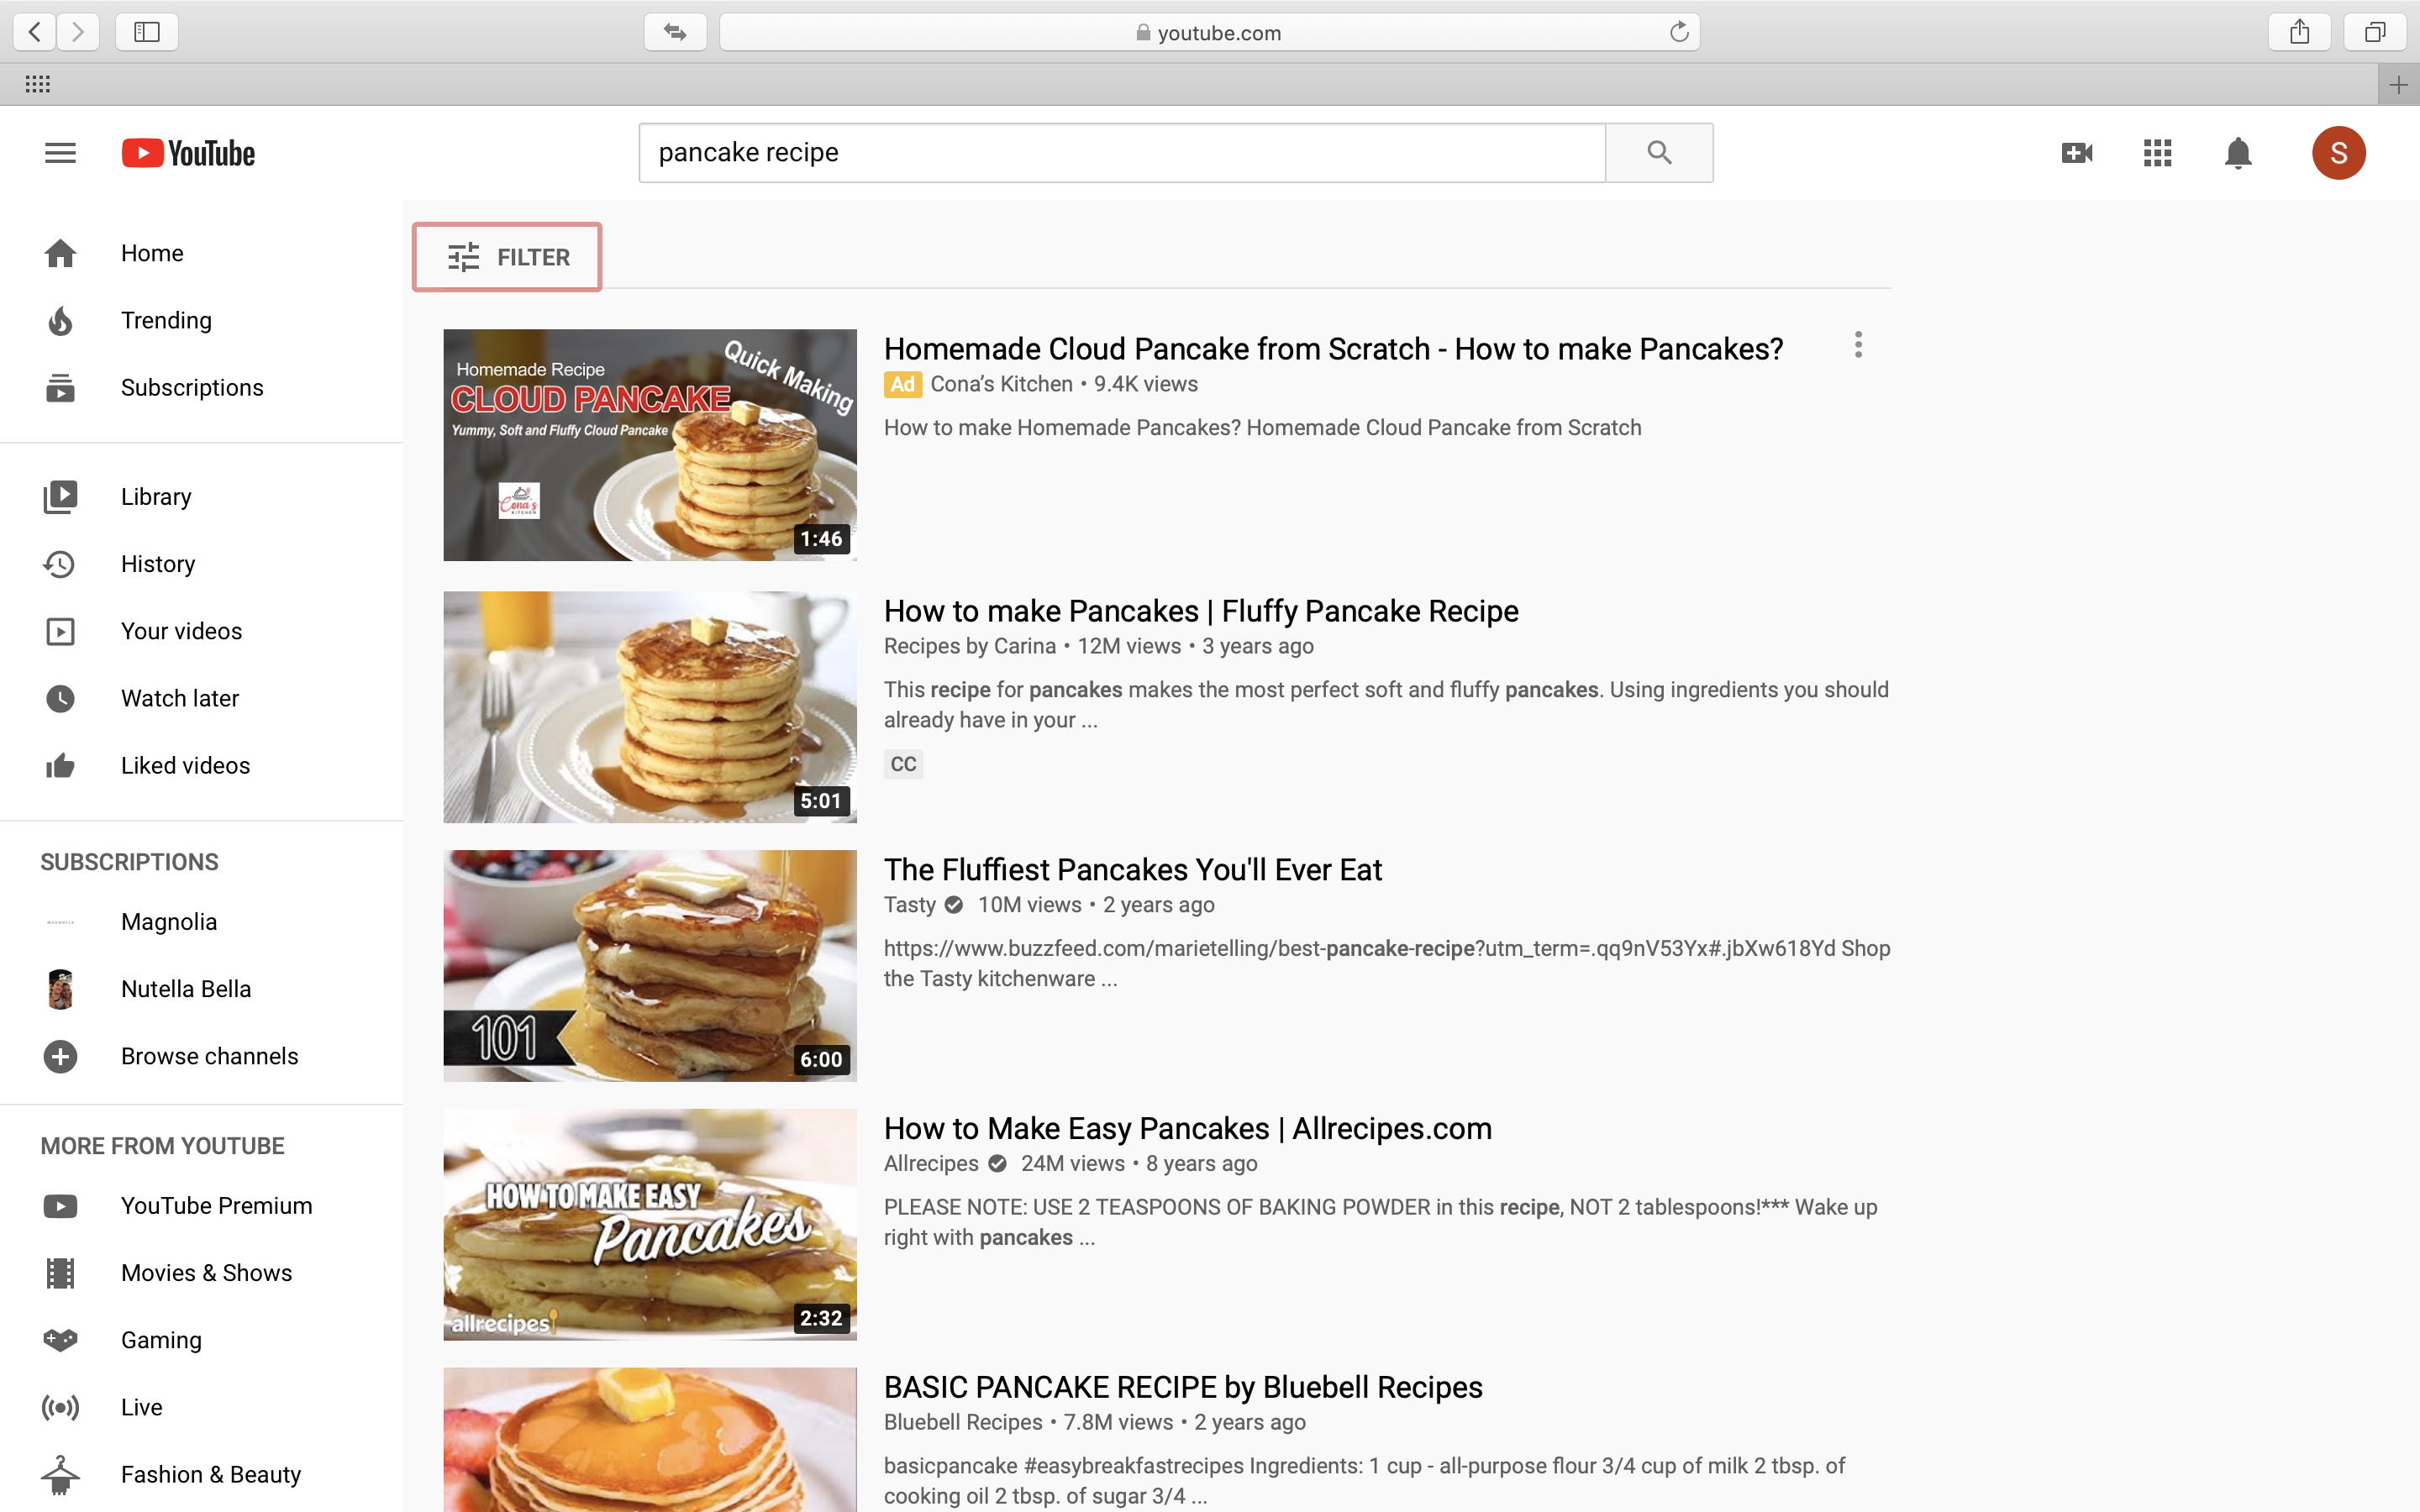 youtube.com
YouTube
pancake recipe
S
Home
Trending
Subscriptions
Library
History
Your videos
Watch later
Liked videos
SUBSCRIPTIONS
MAGNOLIA
Magnolia
Nutella Bella
Browse channels
MORE FROM YOUTUBE
YouTube Premium
Movies & Shows
Gaming
Live
Fashion & Beauty
FILTER
Homemade Recipe
CLOUD PANCAKE
Yummy, Soft and Fluffy Cloud Pancake
Quick Making
Cona's
KITCHEN
1:46
Homemade Cloud Pancake from Scratch - How to make Pancakes?
Ad Cona’s Kitchen • 9.4K views
How to make Homemade Pancakes? Homemade Cloud Pancake from Scratch
5:01
How to make Pancakes | Fluffy Pancake Recipe
Recipes by Carina • 12M views • 3 years ago
This recipe for pancakes makes the most perfect soft and fluffy pancakes. Using ingredients you should
already have in your ...
CC
101
6:00
The Fluffiest Pancakes You'll Ever Eat
Tasty 10M views • 2 years ago
https://www.buzzfeed.com/marietelling/best-pancake-recipe?utm_term=.qq9nV53Yx#.jbXw618Yd Shop
the Tasty kitchenware ...
HOW TO MAKE EASY
Pancakes
allrecipes
2:32
How to Make Easy Pancakes | Allrecipes.com
Allrecipes 24M views • 8 years ago
PLEASE NOTE: USE 2 TEASPOONS OF BAKING POWDER in this recipe, NOT 2 tablespoons!*** Wake up
right with pancakes ...
BASIC PANCAKE RECIPE by Bluebell Recipes
Bluebell Recipes • 7.8M views • 2 years ago
basicpancake #easybreakfastrecipes Ingredients: 1 cup - all-purpose flour 3/4 cup of milk 2 tbsp. of
cooking oil 2 tbsp. of sugar 3/4 ...